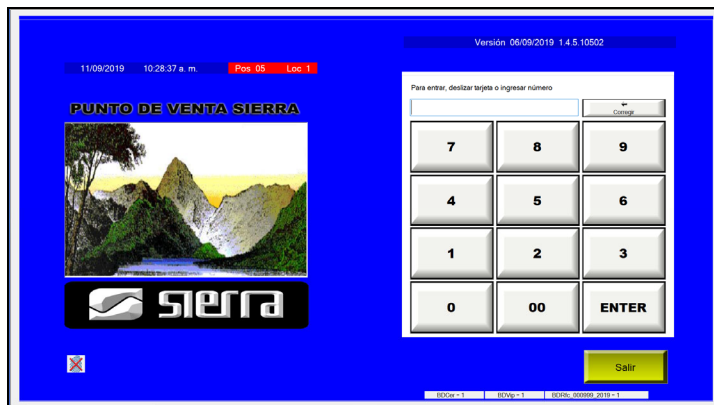 Versión 06/09/2019 1.4.5.10502
11/09/2019 10:28:37 a. m. Pos 05 Loc 1
PUNTO DE VENTA SIERRA
Para entrar, deslizar tarjeta o ingresar número
Corregir
7 8 9
4 5 6
1 2 3
0 00 ENTER
sierra
Salir
BDCer = 1 BDVip = 1 BDRfc_000999_2019 = 1